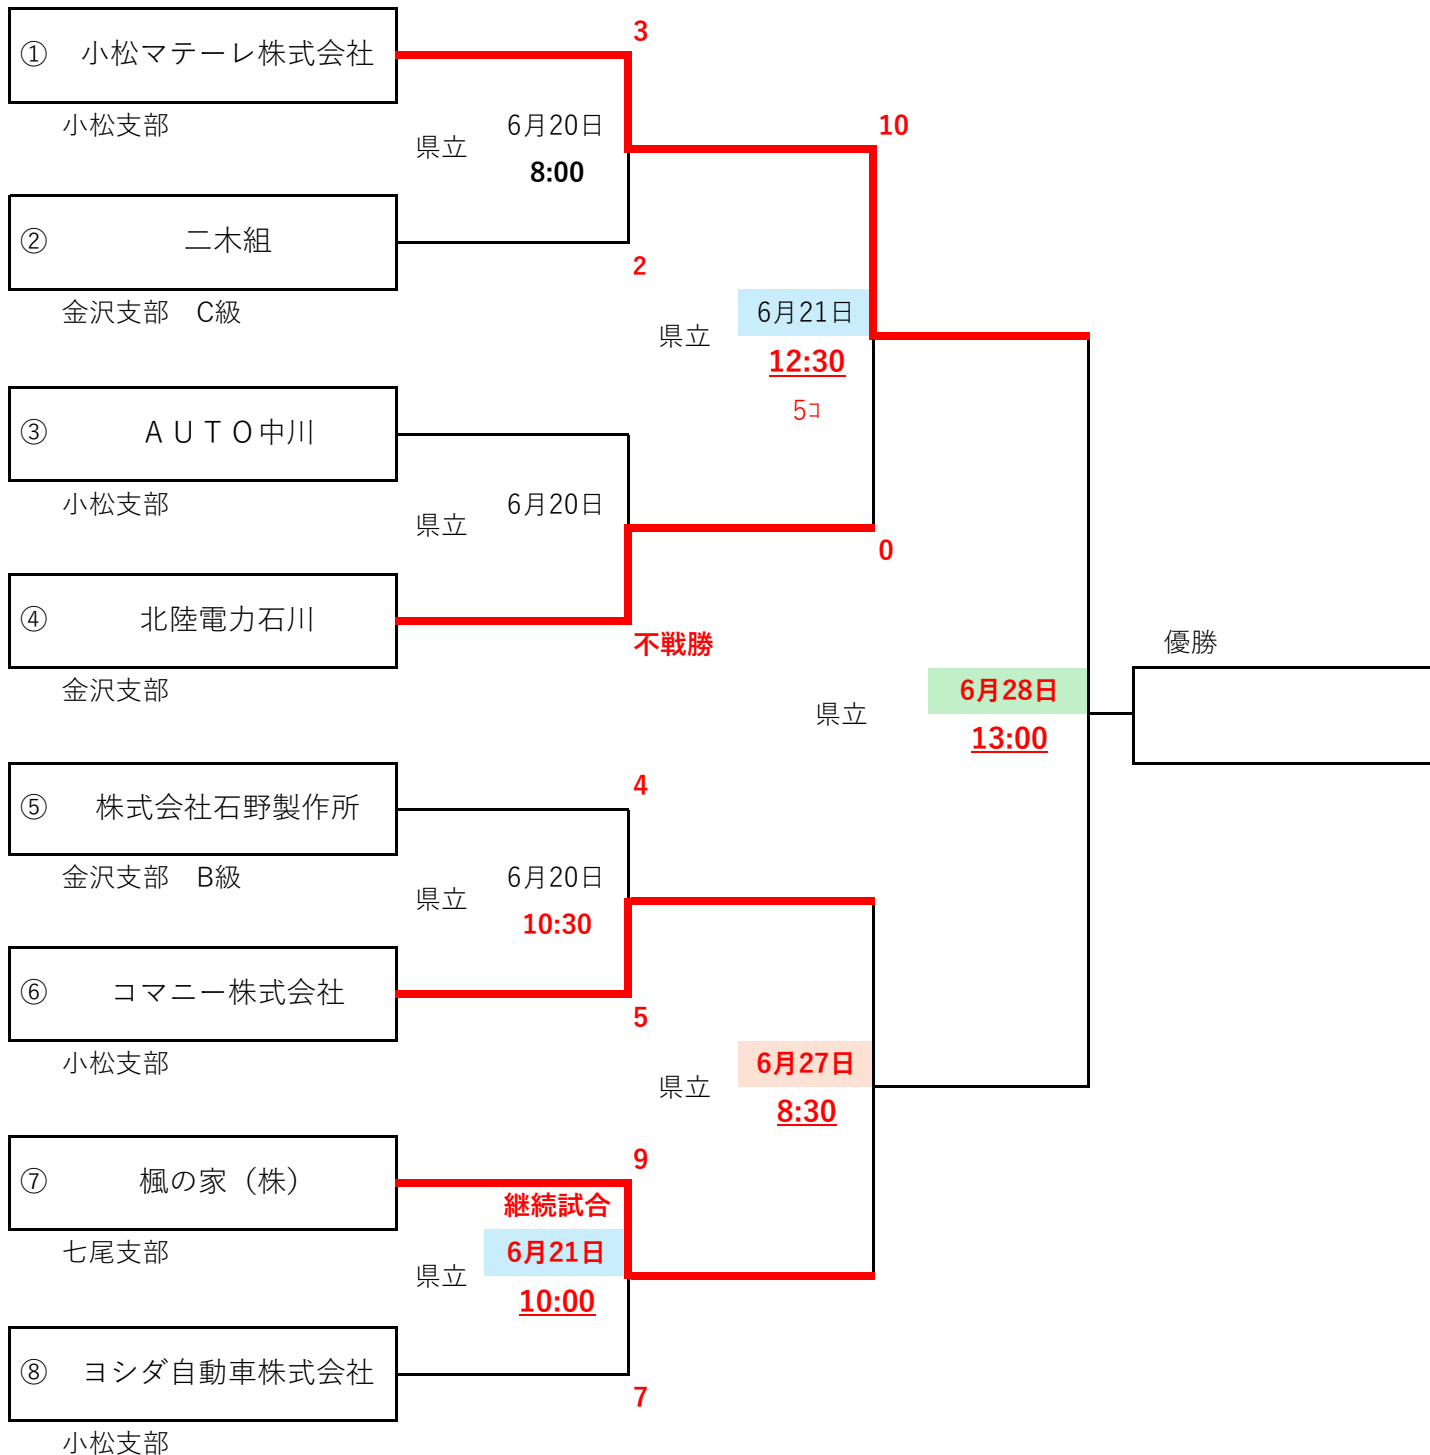 3
① 小松マテーレ株式会社
小松支部
10
6月20日
県立
8:00
② 二木組
2
金沢支部　C級
6月21日
県立
12:30
5コ
③ ＡＵＴＯ中川
小松支部
6月20日
県立
0
④ 北陸電力石川
不戦勝
金沢支部
優勝
6月28日
県立
13:00
4
⑤ 株式会社石野製作所
金沢支部　B級
6月20日
県立
10:30
⑥ コマニー株式会社
5
小松支部
6月27日
県立
8:30
9
⑦ 楓の家（株）
継続試合
七尾支部
6月21日
県立
10:00
⑧ ヨシダ自動車株式会社
7
小松支部